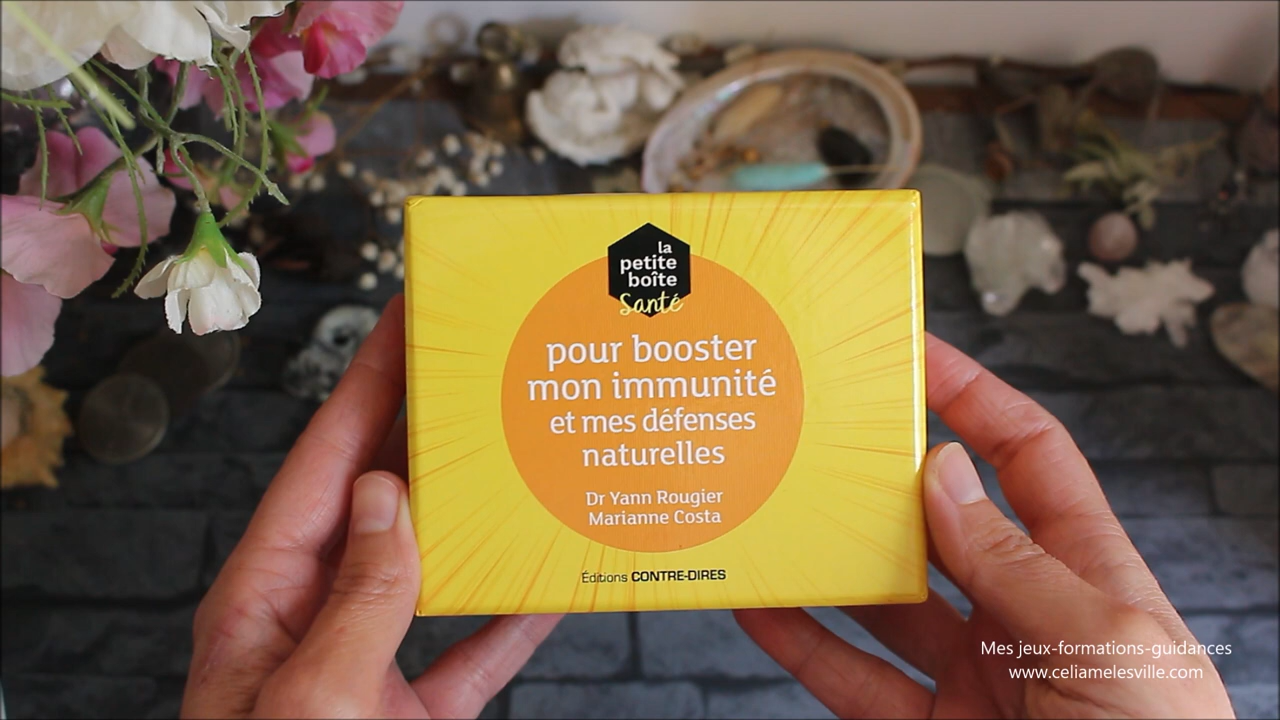 la
petite
boîte
Santé
pour booster
mon immunité
et mes défenses
naturelles
Dr Yann Rougier
Marianne Costa
Éditions CONTRE-DIRES
Mes jeux-formations-guidances
www.celiamelesville.com